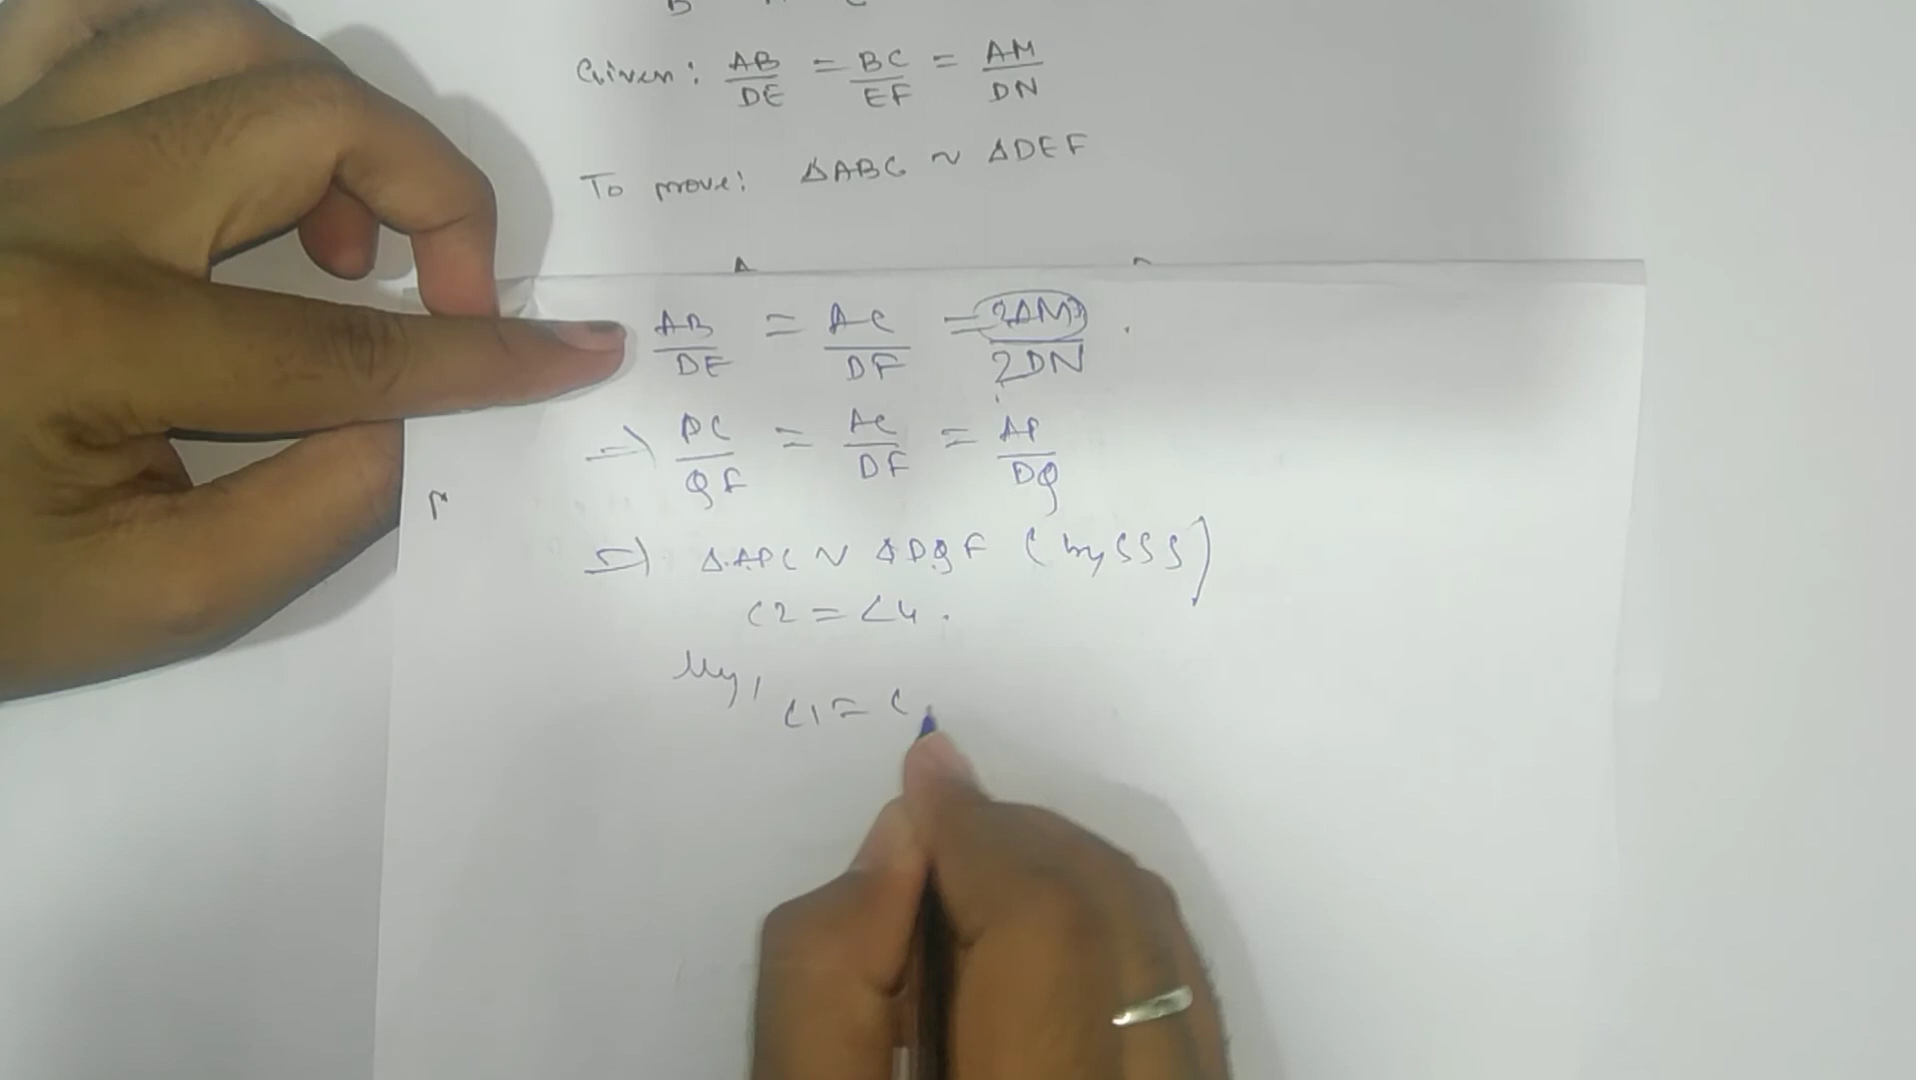 Given: AB/DE = BC/EF = AM/DN
To prove: ΔABC ~ ΔDEF
AB/DE = AC/DF = 2AM/2DN .
=> PC/QF = AC/DF = AP/DQ
=> ΔAPC ~ ΔDQF (by SSS)
∠2 = ∠4 .
llly, ∠1 = ∠